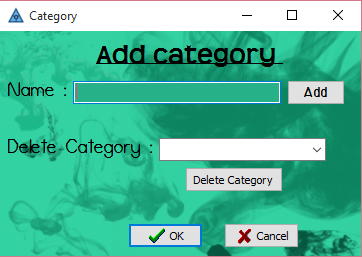 Category
Add category
Name : Add
Delete Category :
Delete Category
OK Cancel